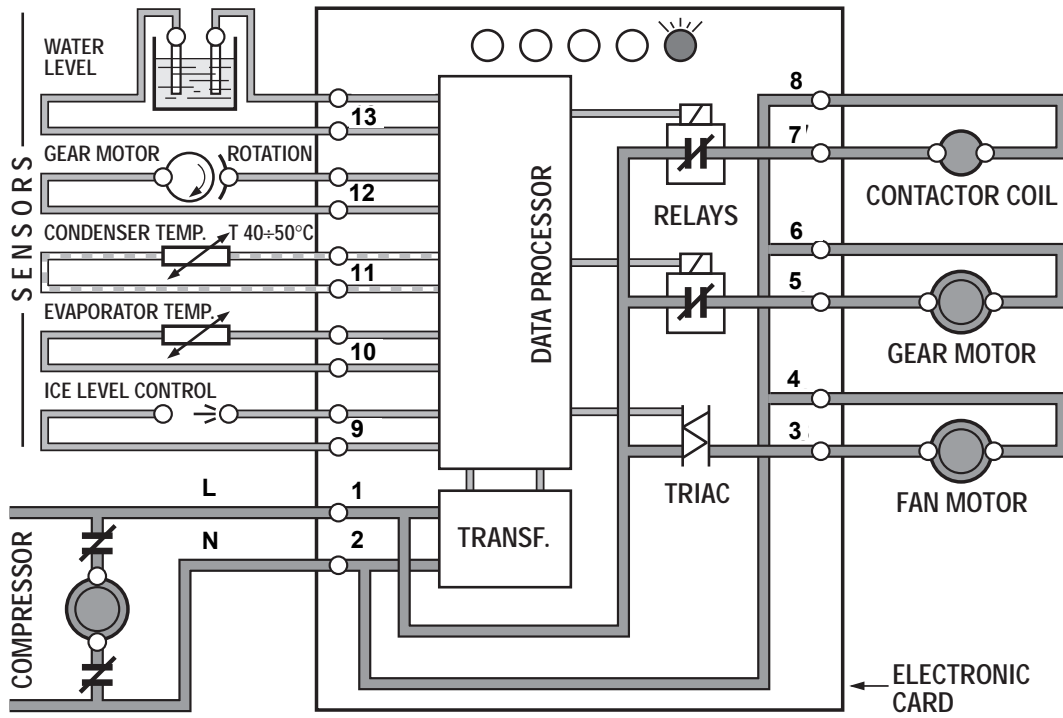 SENSORS
WATER
LEVEL
13
GEAR MOTOR ROTATION
12
CONDENSER TEMP. T 40÷50°C
11
EVAPORATOR TEMP.
10
ICE LEVEL CONTROL
9
L 1
N 2
COMPRESSOR
DATA PROCESSOR
TRANSF.
RELAYS
TRIAC
8
7
CONTACTOR COIL
6
5
GEAR MOTOR
4
3
FAN MOTOR
ELECTRONIC
CARD